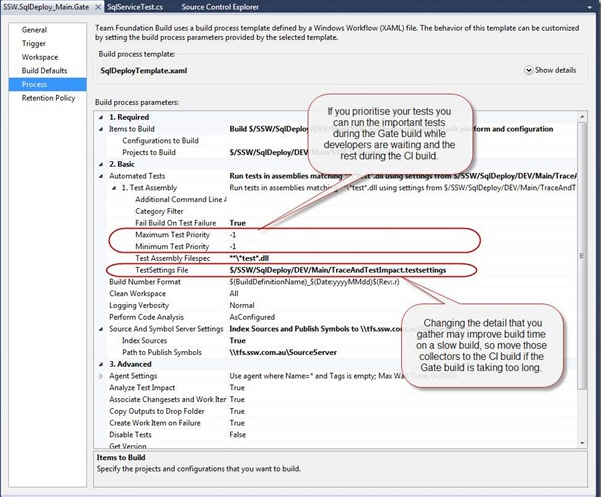 SSW.SqlDeploy_Main.Gate
SqlServiceTest.cs
Source Control Explorer
General
Trigger
Workspace
Build Defaults
Process
Retention Policy
Team Foundation Build uses a build process template defined by a Windows Workflow (XAML) file. The behavior of this template can be customized
by setting the build process parameters provided by the selected template.
Build process template:
SqlDeployTemplate.xaml
Show details
Build process parameters:
1. Required
Items to Build Build $/SSW/SqlDeploy/DEV/ platform and configuration
Configurations to Build
Projects to Build $/SSW/SqlDeploy/DEV/Main/
2. Basic
Automated Tests Run tests in assemblies matching *test*.dll using settings from $/SSW/SqlDeploy/DEV/Main/TraceAndT
1. Test Assembly Run tests in assemblies matching **\*test*.dll using settings from $/SSW/SqlDeploy/DEV/Main/TraceAndT
Additional Command Line A
Category Filter
Fail Build On Test Failure True
Maximum Test Priority -1
Minimum Test Priority -1
Test Assembly Filespec **\*test*.dll
TestSettings File $/SSW/SqlDeploy/DEV/Main/TraceAndTestImpact.testsettings
Build Number Format $(BuildDefinitionName)_$(Date:yyyyMMdd)$(Rev:.r)
Clean Workspace All
Logging Verbosity Normal
Perform Code Analysis AsConfigured
Source And Symbol Server Settings Index Sources and Publish Symbols to \\tfs.ssw.com.au
Index Sources True
Path to Publish Symbols \\tfs.ssw.com.au\SourceServer
3. Advanced
Agent Settings Use agent where Name=* and Tags is empty; Max Wait
Analyze Test Impact True
Associate Changesets and Work Iter True
Copy Outputs to Drop Folder True
Create Work Item on Failure True
Disable Tests False
Get Version
If you prioritise your tests you
can run the important tests
during the Gate build while
developers are waiting and the
rest during the CI build.
Changing the detail that you
gather may improve build time
on a slow build, so move those
collectors to the CI build if the
Gate build is taking too long.
Items to Build
Specify the projects and configurations that you want to build.